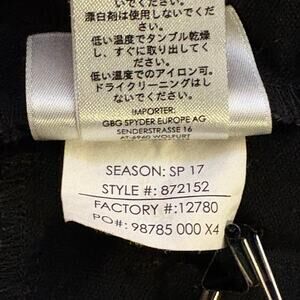 いでください。
漂白剤は使用しないでくだ
さい。
低い温度でタンブル乾燥
し、すぐに取り出してく
ださい。
低い温度でのアイロン可。
ドライクリーニングはし
ないでください。
IMPORTER:
GBG SPYDER EUROPE AG
SENDERSTRASSE 16
AT-6960 WOLFURT
SEASON: SP 17
STYLE #: 872152
FACTORY #:12780
PO#: 98785 000 X4